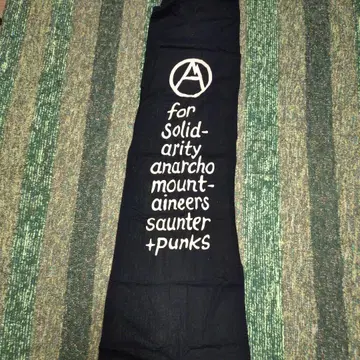 A
for
solid-
arity
anarcho
mount-
aineers
saunter
+punks